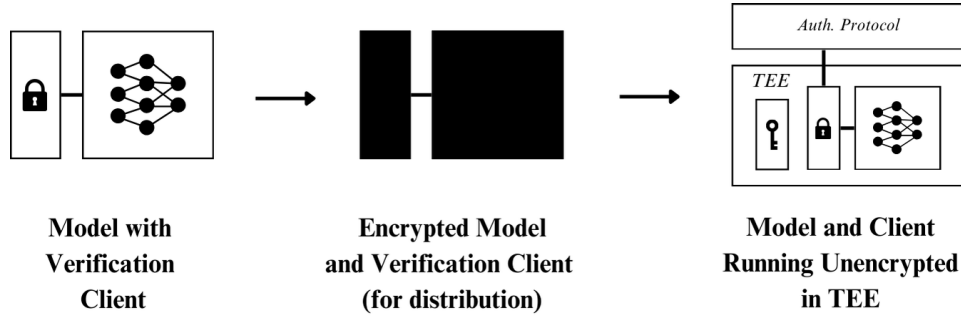 Auth. Protocol
TEE
Model with
Verification
Client
Encrypted Model
and Verification Client
(for distribution)
Model and Client
Running Unencrypted
in TEE